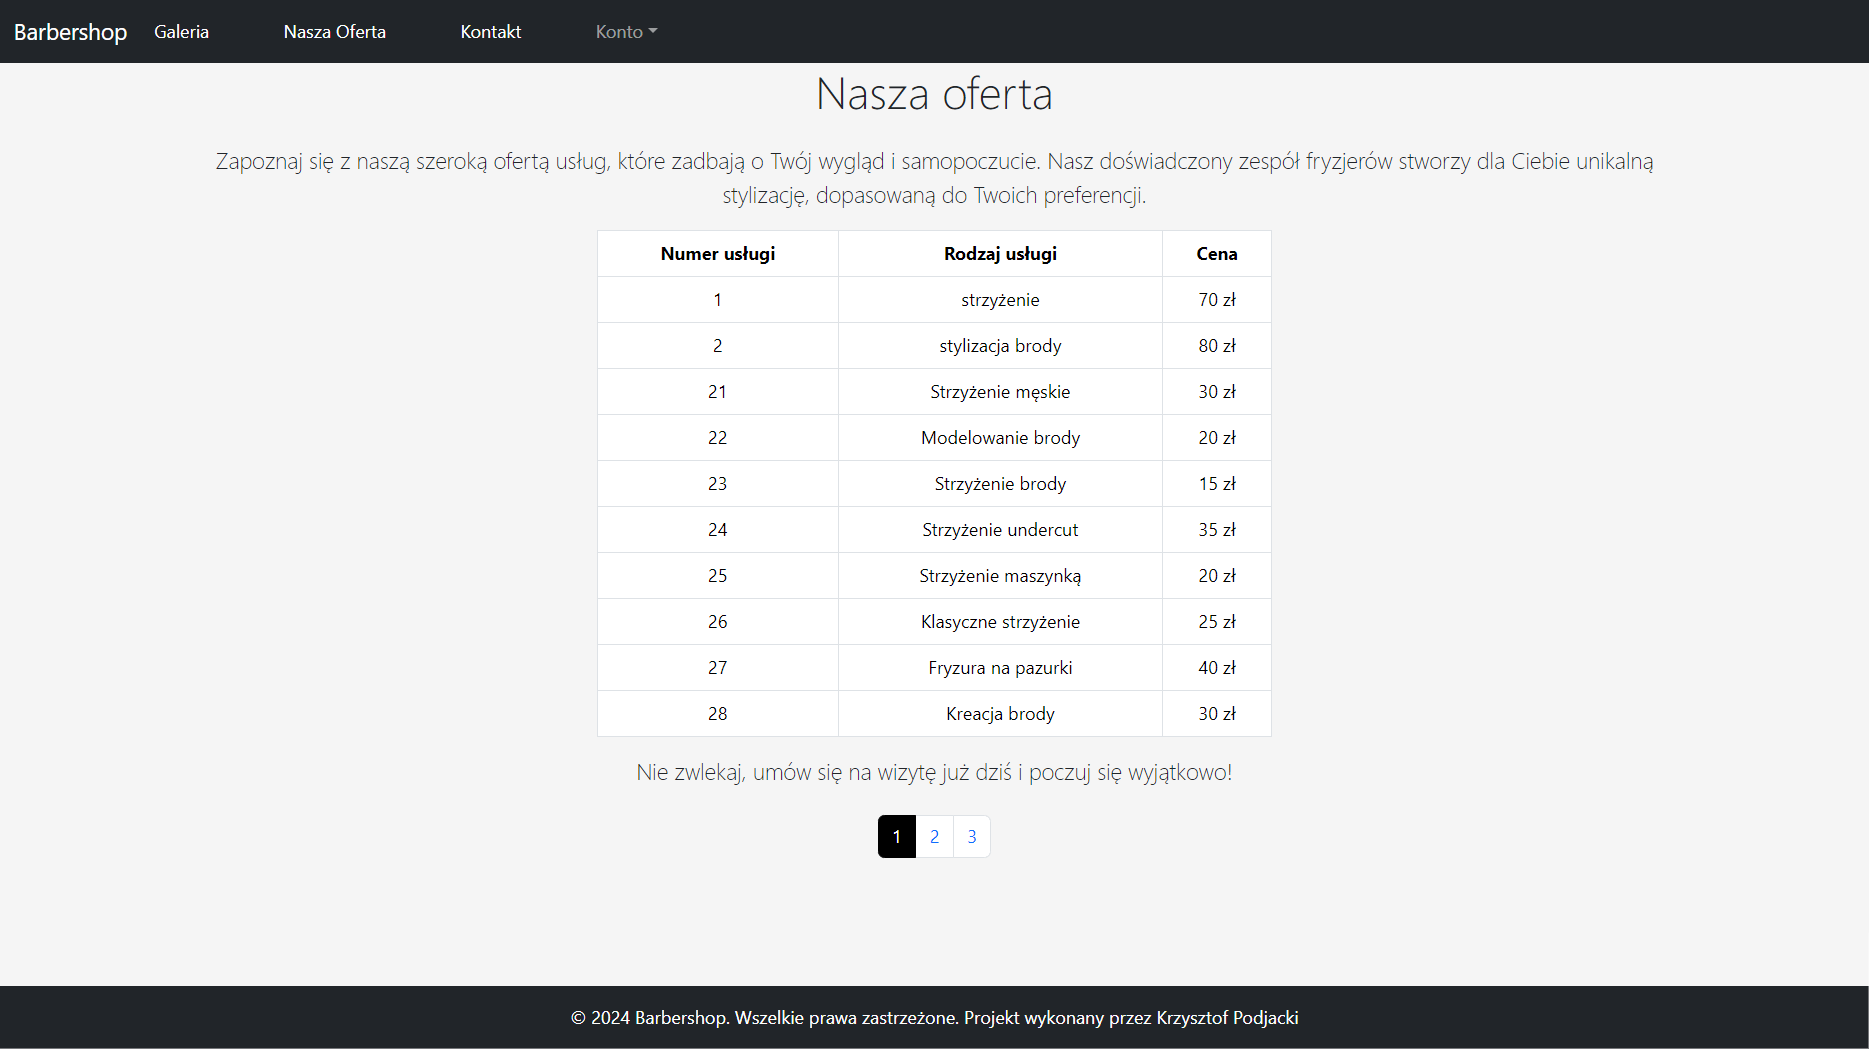 Barbershop Galeria Nasza Oferta Kontakt Konto
Nasza oferta
Zapoznaj się z naszą szeroką ofertą usług, które zadbają o Twój wygląd i samopoczucie. Nasz doświadczony zespół fryzjerów stworzy dla Ciebie unikalną
stylizację, dopasowaną do Twoich preferencji.
Numer usługi Rodzaj usługi Cena
1 strzyżenie 70 zł
2 stylizacja brody 80 zł
21 Strzyżenie męskie 30 zł
22 Modelowanie brody 20 zł
23 Strzyżenie brody 15 zł
24 Strzyżenie undercut 35 zł
25 Strzyżenie maszynką 20 zł
26 Klasyczne strzyżenie 25 zł
27 Fryzura na pazurki 40 zł
28 Kreacja brody 30 zł
Nie zwlekaj, umów się na wizytę już dziś i poczuj się wyjątkowo!
1 2 3
© 2024 Barbershop. Wszelkie prawa zastrzeżone. Projekt wykonany przez Krzysztof Podjacki